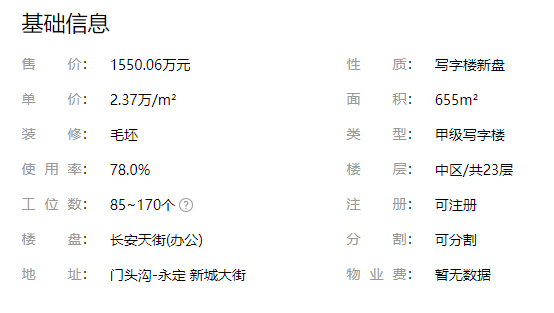 基础信息
售价: 1550.06万元 性质: 写字楼新盘
单价: 2.37万/m² 面积: 655m²
装修: 毛坯 类型: 甲级写字楼
使用率: 78.0% 楼层: 中区/共23层
工位数: 85~170个 ? 注册: 可注册
楼盘: 长安天街(办公) 分割: 可分割
地址: 门头沟-永定 新城大街 物业费: 暂无数据